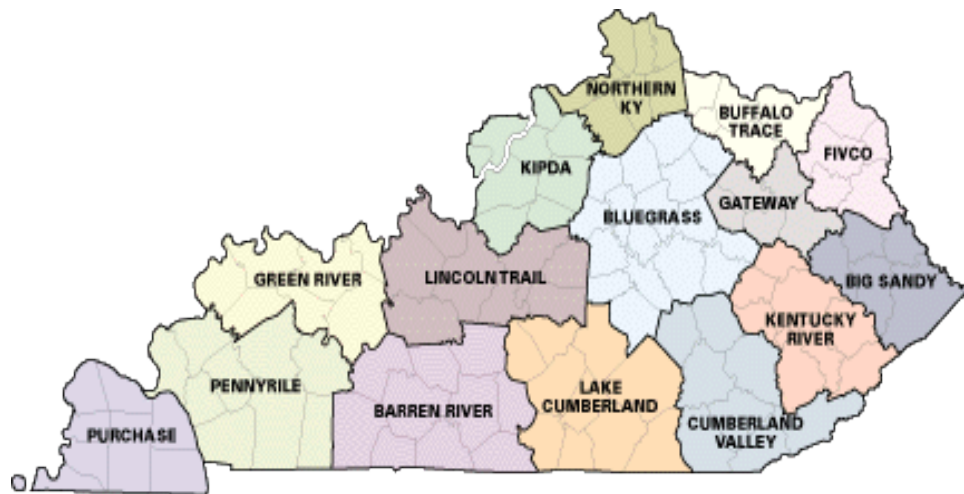 NORTHERN
KY
BUFFALO
TRACE
FIVCO
KIPDA
GATEWAY
BLUEGRASS
GREEN RIVER
LINCOLN TRAIL
BIG SANDY
KENTUCKY
RIVER
PENNYRILE
LAKE
CUMBERLAND
BARREN RIVER
CUMBERLAND
VALLEY
PURCHASE